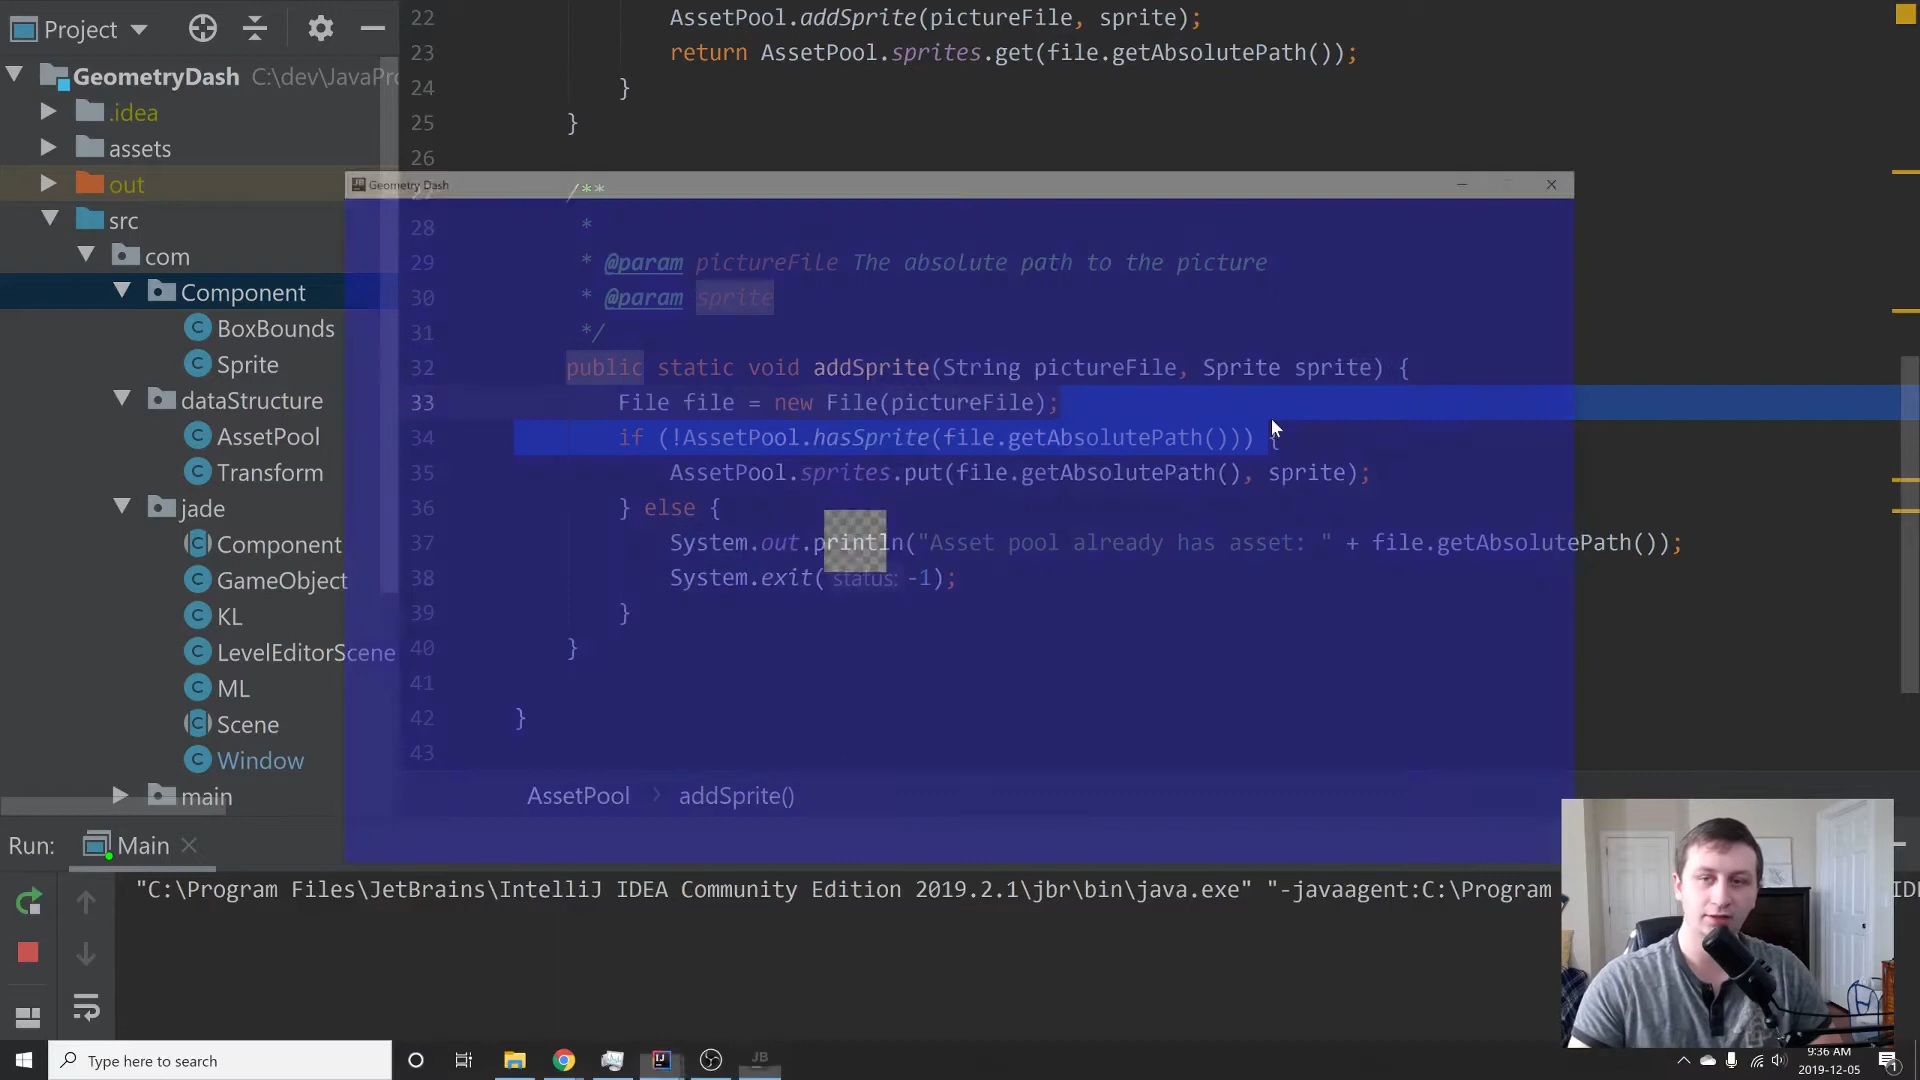 Project
GeometryDash C:\dev\JavaPro
.idea
assets
out
src
com
Component
BoxBounds
Sprite
dataStructure
AssetPool
Transform
jade
Component
GameObject
KL
LevelEditorScene
ML
Scene
Window
main
22 AssetPool.addSprite(pictureFile, sprite);
23 return AssetPool.sprites.get(file.getAbsolutePath());
24 }
25 }
26
Geometry Dash
/**
28 *
29 * @param pictureFile The absolute path to the picture
30 * @param sprite
31 */
32 public static void addSprite(String pictureFile, Sprite sprite) {
33 File file = new File(pictureFile);
34 if (!AssetPool.hasSprite(file.getAbsolutePath())) {
35 AssetPool.sprites.put(file.getAbsolutePath(), sprite);
36 } else {
37 System.out.println("Asset pool already has asset: " + file.getAbsolutePath());
38 System.exit( status: -1);
39 }
40 }
41
42 }
43
AssetPool › addSprite()
Run: Main
"C:\Program Files\JetBrains\IntelliJ IDEA Community Edition 2019.2.1\jbr\bin\java.exe" "-javaagent:C:\Program
Type here to search
JB
9:36 AM
2019-12-05
1